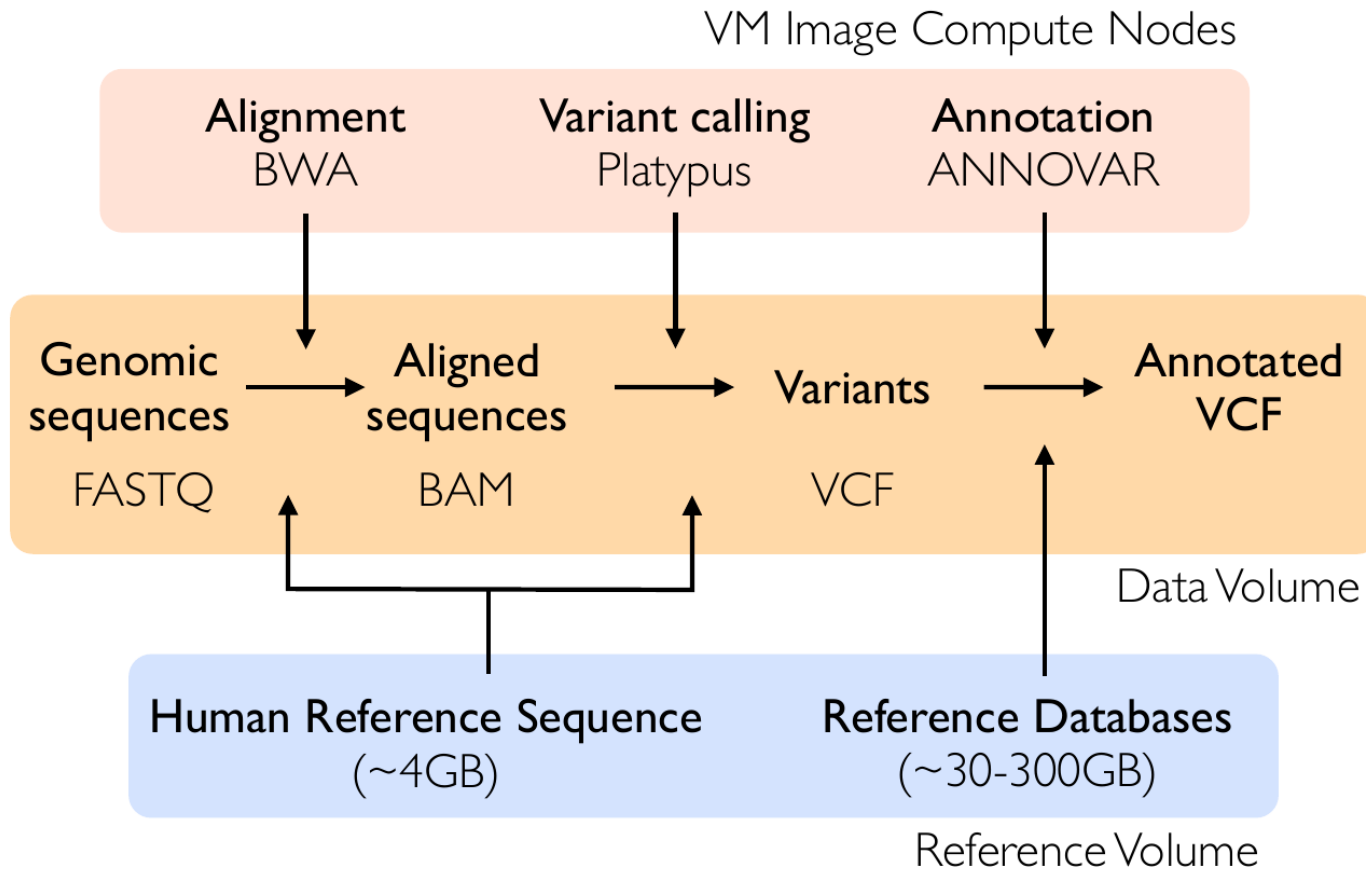 VM Image Compute Nodes
Alignment
BWA
Variant calling
Platypus
Annotation
ANNOVAR
Genomic
sequences
FASTQ
Aligned
sequences
BAM
Variants
VCF
Annotated
VCF
Data Volume
Human Reference Sequence
(~4GB)
Reference Databases
(~30-300GB)
Reference Volume